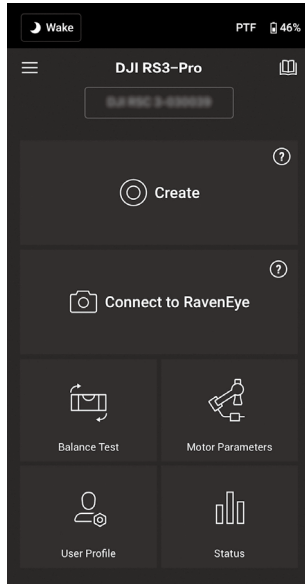 Wake
PTF 46%
DJI RS3-Pro
?
Create
?
Connect to RavenEye
Balance Test
Motor Parameters
User Profile
Status